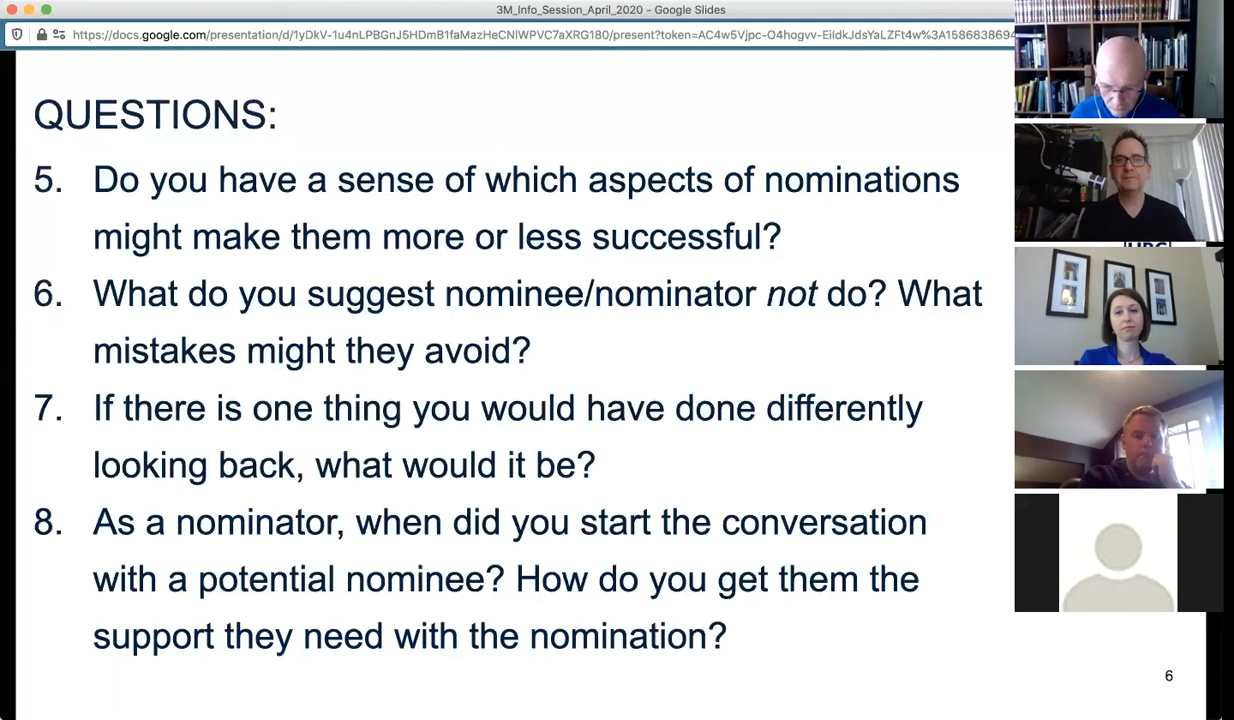 3M_Info_Session_April_2020 - Google Slides
https://docs.google.com/presentation/d/1yDkV-1u4nLPBGnJ5HDmB1faMazHeCNlWPVC7aXRG180/present?token=AC4w5Vjpc-O4hogvv-EildkJdsYaLZFt4w%3A1586838694
QUESTIONS:
5. Do you have a sense of which aspects of nominations
might make them more or less successful?
6. What do you suggest nominee/nominator not do? What
mistakes might they avoid?
7. If there is one thing you would have done differently
looking back, what would it be?
8. As a nominator, when did you start the conversation
with a potential nominee? How do you get them the
support they need with the nomination?
6